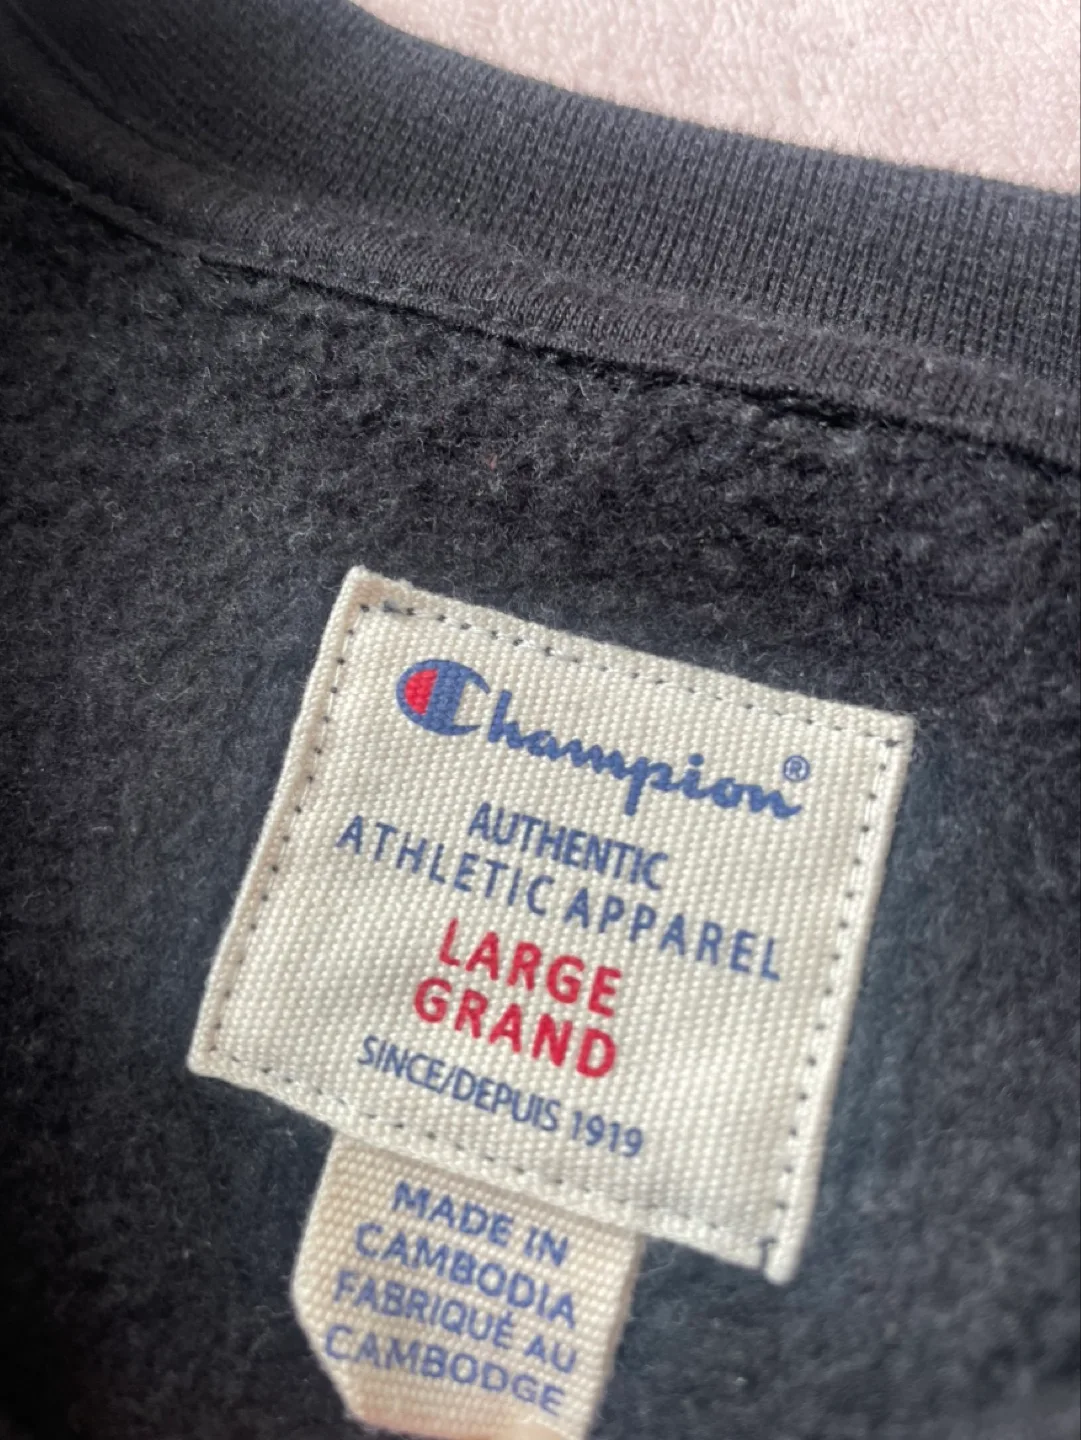 Champion®
AUTHENTIC
ATHLETIC APPAREL
LARGE
GRAND
SINCE/DEPUIS 1919
MADE IN
CAMBODIA
FABRIQUÉ AU
CAMBODGE